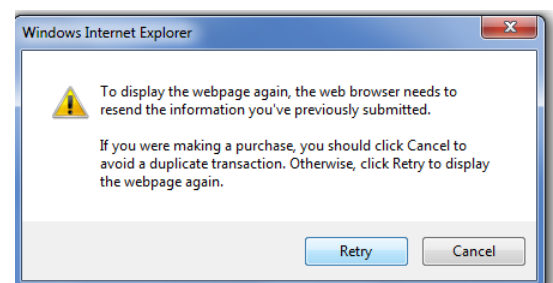 Windows Internet Explorer
To display the webpage again, the web browser needs to
resend the information you've previously submitted.
If you were making a purchase, you should click Cancel to
avoid a duplicate transaction. Otherwise, click Retry to display
the webpage again.
Retry Cancel